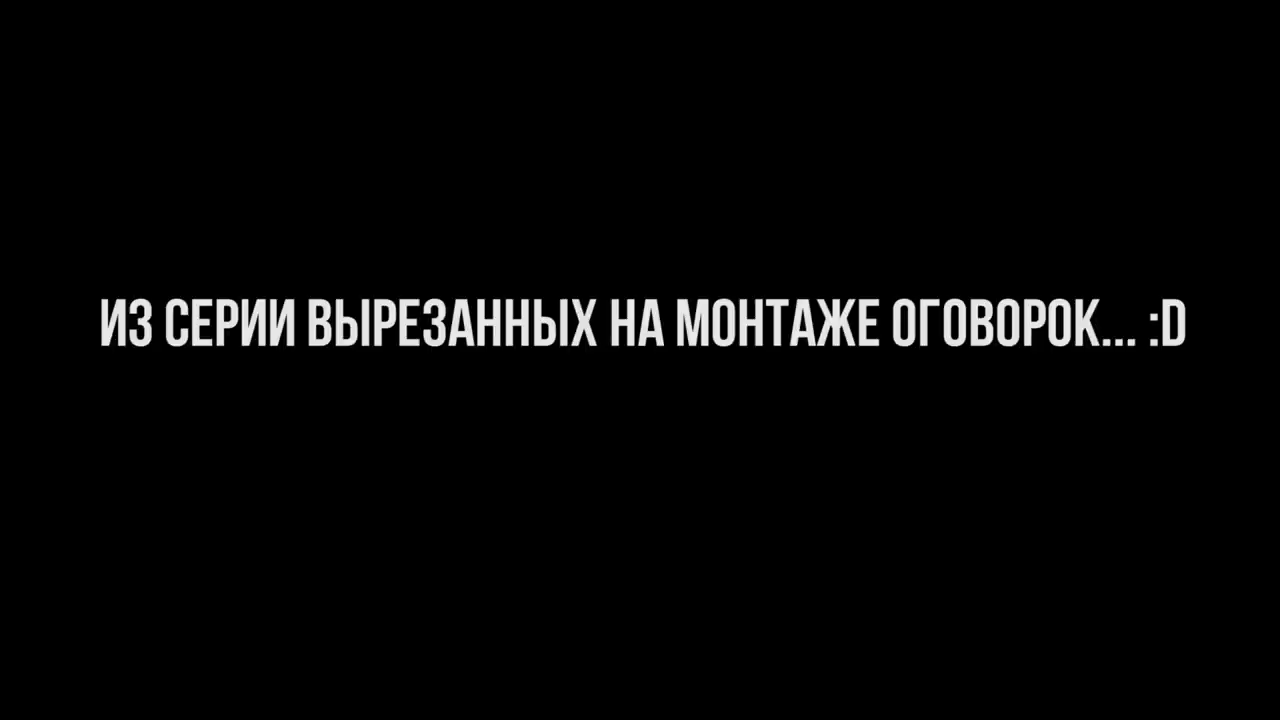 ИЗ СЕРИИ ВЫРЕЗАННЫХ НА МОНТАЖЕ ОГОВОРОК... :D